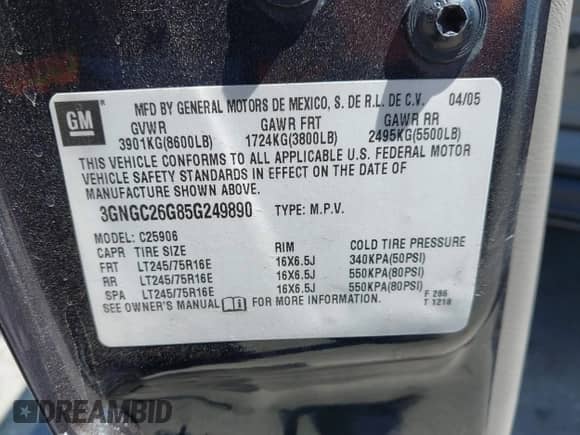 MFD BY GENERAL MOTORS DE MEXICO, S. DE R.L. DE C.V. 04/05
GM ®
GVWR GAWR FRT GAWR RR
3901KG(8600LB) 1724KG(3800LB) 2495KG(5500LB)
THIS VEHICLE CONFORMS TO ALL APPLICABLE U.S. FEDERAL MOTOR
VEHICLE SAFETY STANDARDS IN EFFECT ON THE DATE OF
MANUFACTURE SHOWN ABOVE.
3GNGC26G85G249890 TYPE: M.P.V.
MODEL: C25906
CAPR TIRE SIZE RIM COLD TIRE PRESSURE
FRT LT245/75R16E 16X6.5J 340KPA(50PSI)
RR LT245/75R16E 16X6.5J 550KPA(80PSI)
SPA LT245/75R16E 16X6.5J 550KPA(80PSI)
SEE OWNER'S MANUAL FOR MORE INFORMATION. F 286
T 1218
DREAMBID